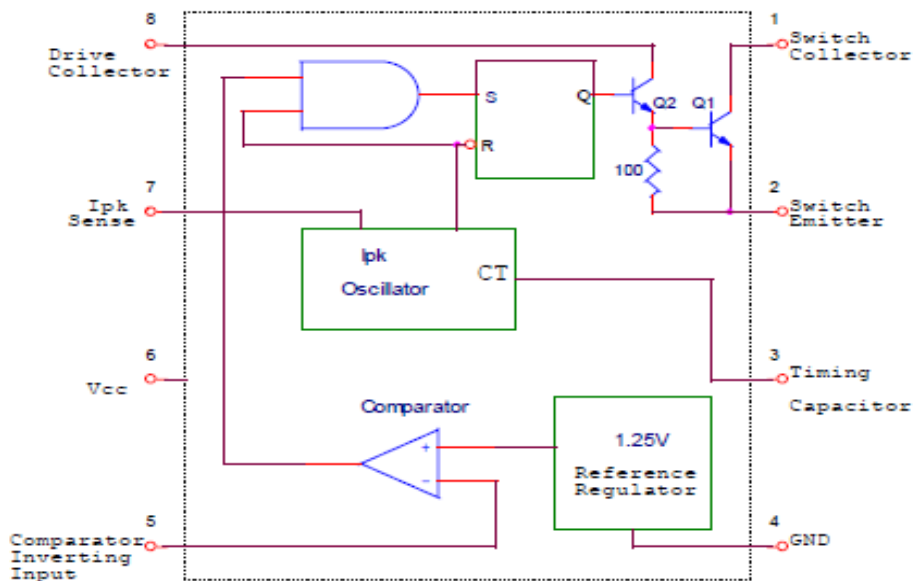 8
Drive
Collector
1
Switch
Collector
S
Q
R
Q2
Q1
100
7
Ipk
Sense
2
Switch
Emitter
Ipk
Oscillator
CT
6
Vcc
3
Timing
Capacitor
Comparator
+
−
1.25V
Reference
Regulator
5
Comparator
Inverting
Input
4
GND